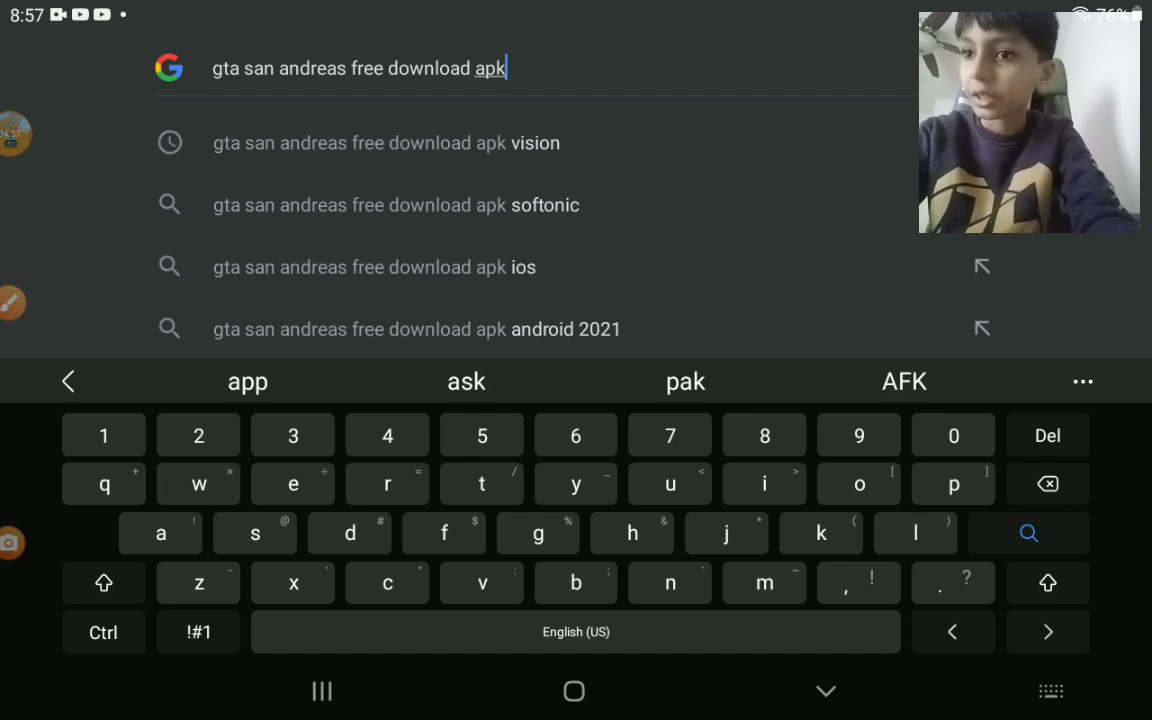 8:57 76%
gta san andreas free download apk
gta san andreas free download apk vision
gta san andreas free download apk softonic
gta san andreas free download apk ios
gta san andreas free download apk android 2021
app ask pak AFK
1 2 3 4 5 6 7 8 9 0 Del
+ × ÷ = / _ < > [ ]
q w e r t y u i o p
! @ # $ % & * ( )
a s d f g h j k l
- ' " : ; ` ~ ! ?
z x c v b n m , .
Ctrl !#1 English (US) < >